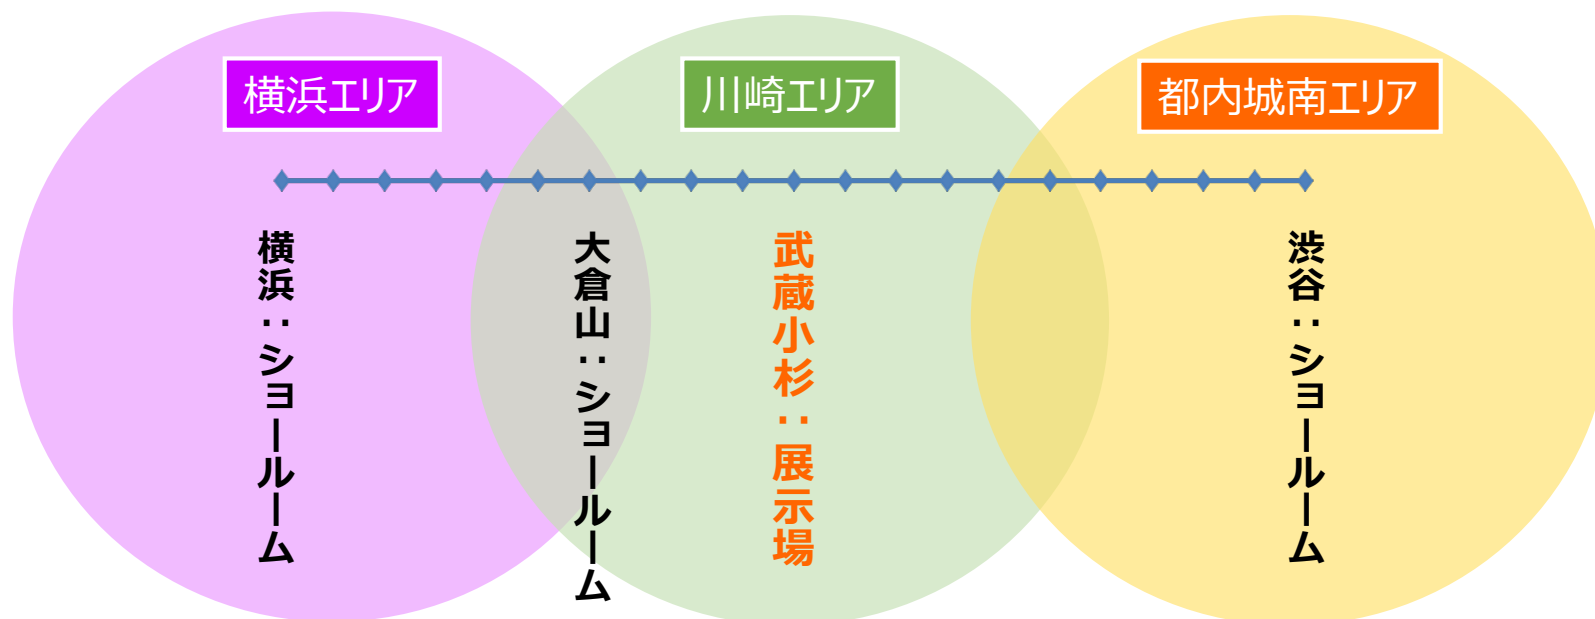 横浜エリア
川崎エリア
都内城南エリア
横浜：ショールーム
大倉山：ショールーム
武蔵小杉：展示場
渋谷：ショールーム